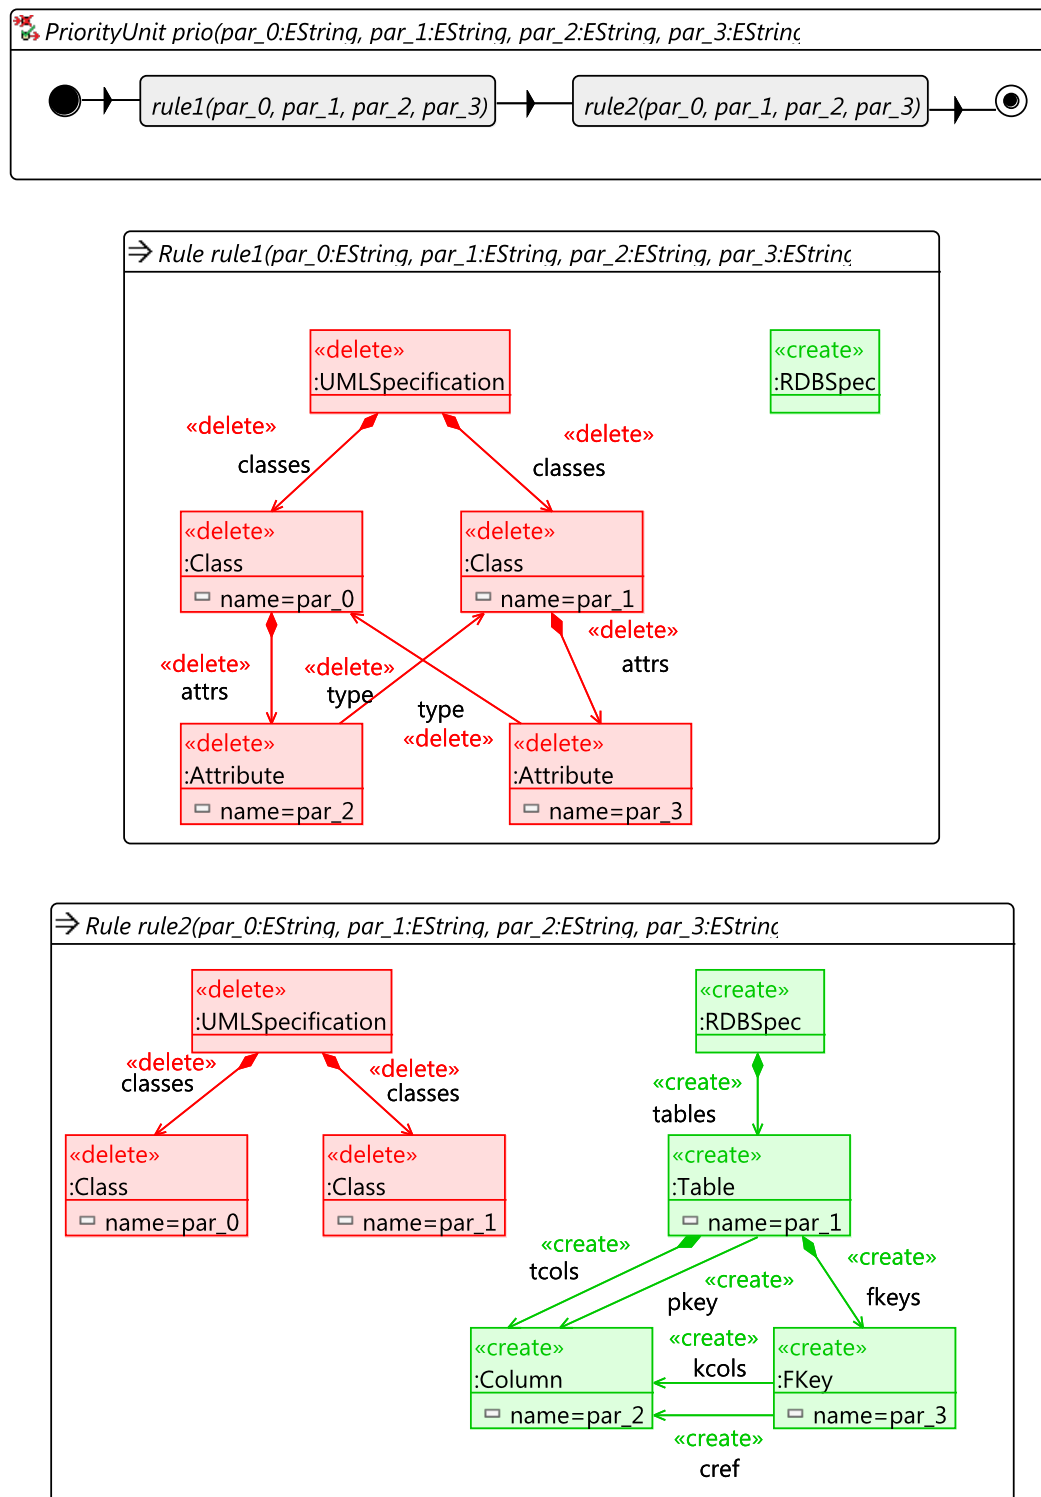 PriorityUnit prio(par_0:EString, par_1:EString, par_2:EString, par_3:EString
rule1(par_0, par_1, par_2, par_3)
rule2(par_0, par_1, par_2, par_3)
Rule rule1(par_0:EString, par_1:EString, par_2:EString, par_3:EString
«delete»
:UMLSpecification
«create»
:RDBSpec
«delete»
classes
«delete»
classes
«delete»
:Class
name=par_0
«delete»
:Class
name=par_1
«delete»
attrs
«delete»
type
type
«delete»
«delete»
attrs
«delete»
:Attribute
name=par_2
«delete»
:Attribute
name=par_3
Rule rule2(par_0:EString, par_1:EString, par_2:EString, par_3:EString
«delete»
:UMLSpecification
«create»
:RDBSpec
«delete»
classes
«delete»
classes
«create»
tables
«delete»
:Class
name=par_0
«delete»
:Class
name=par_1
«create»
:Table
name=par_1
«create»
tcols
«create»
pkey
«create»
fkeys
«create»
:Column
name=par_2
«create»
kcols
«create»
:FKey
name=par_3
«create»
cref